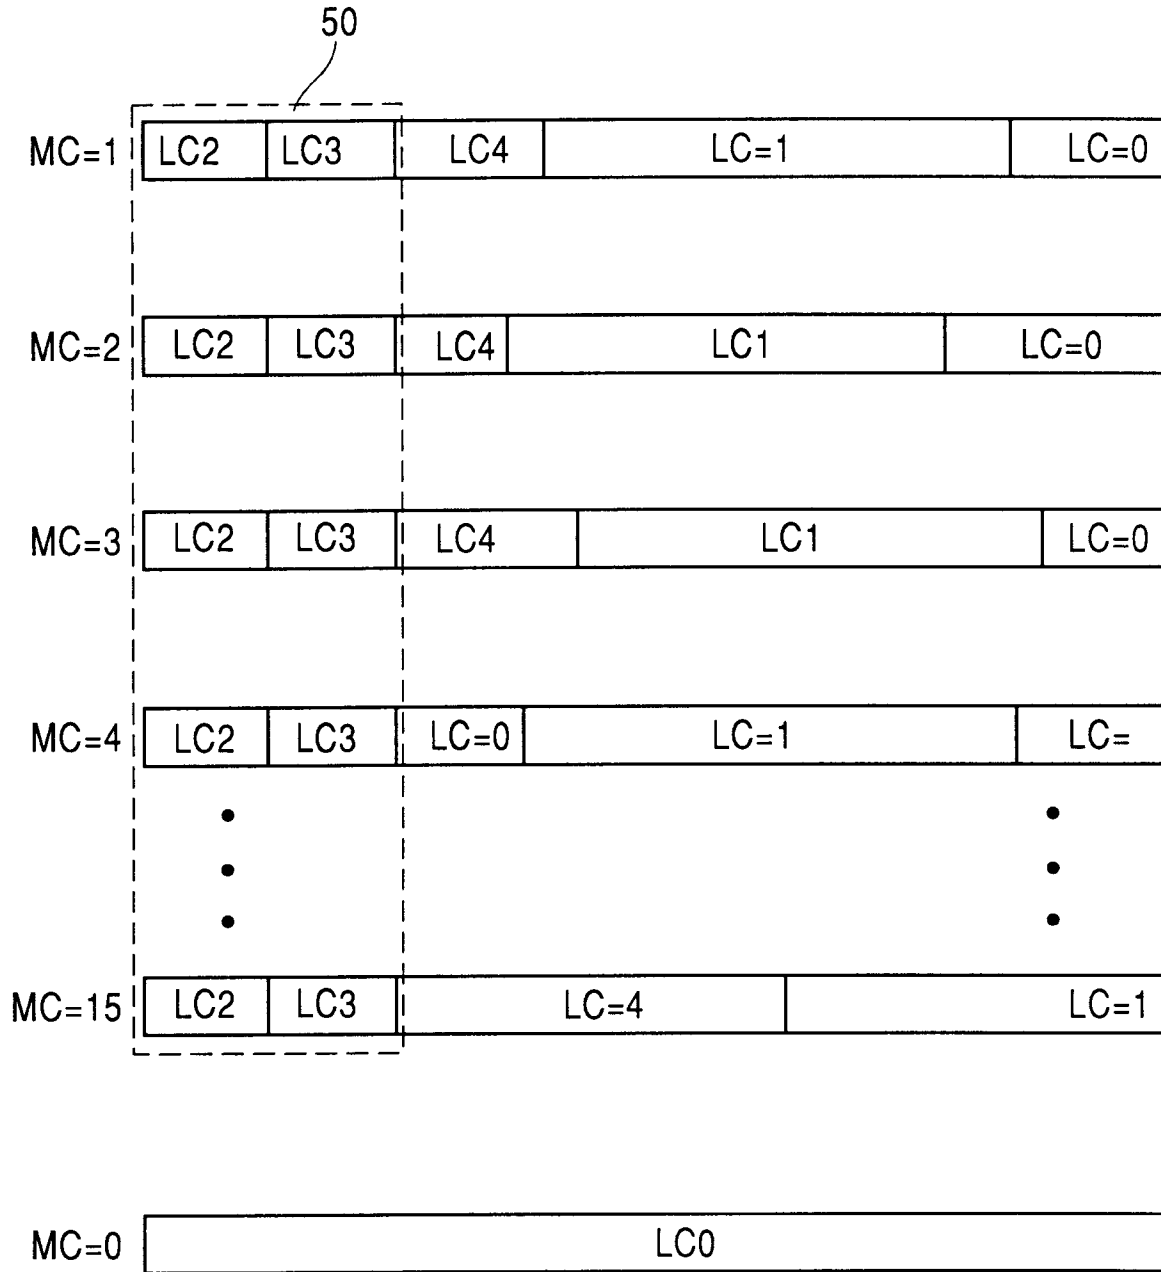 50
MC=1 LC2 LC3 LC4 LC=1 LC=0
MC=2 LC2 LC3 LC4 LC1 LC=0
MC=3 LC2 LC3 LC4 LC1 LC=0
MC=4 LC2 LC3 LC=0 LC=1 LC=
MC=15 LC2 LC3 LC=4 LC=1
MC=0 LC0